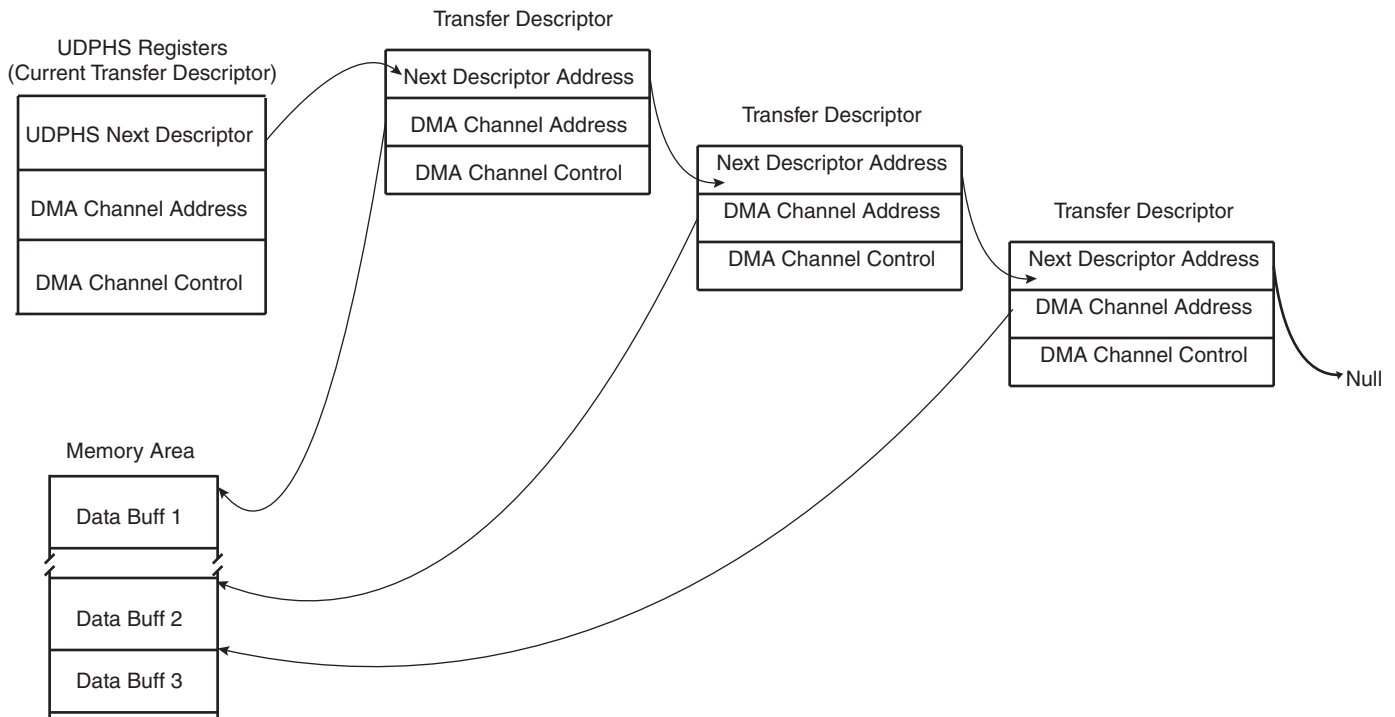 UDPHS Registers
(Current Transfer Descriptor)
UDPHS Next Descriptor
DMA Channel Address
DMA Channel Control
Transfer Descriptor
Next Descriptor Address
DMA Channel Address
DMA Channel Control
Transfer Descriptor
Next Descriptor Address
DMA Channel Address
DMA Channel Control
Transfer Descriptor
Next Descriptor Address
DMA Channel Address
DMA Channel Control
Null
Memory Area
Data Buff 1
Data Buff 2
Data Buff 3